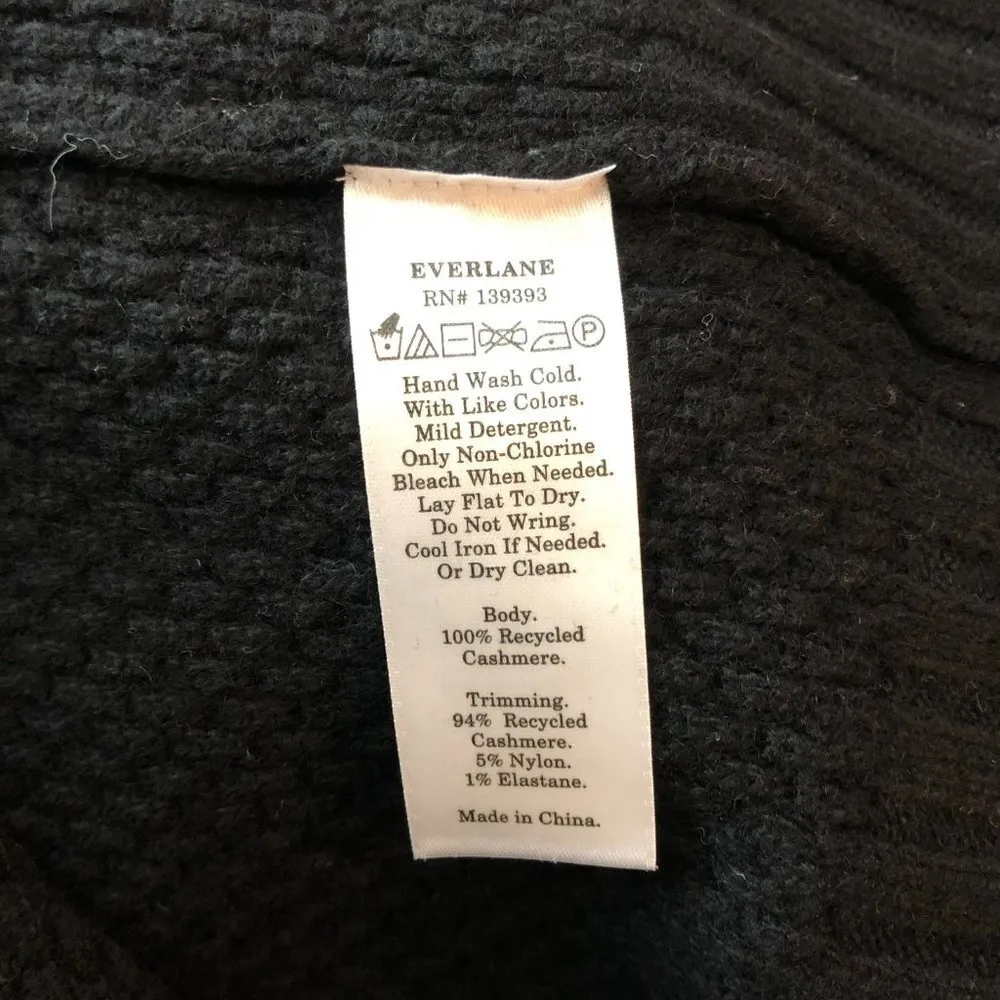 EVERLANE
RN# 139393
P
Hand Wash Cold.
With Like Colors.
Mild Detergent.
Only Non-Chlorine
Bleach When Needed.
Lay Flat To Dry.
Do Not Wring.
Cool Iron If Needed.
Or Dry Clean.
Body.
100% Recycled
Cashmere.
Trimming.
94% Recycled
Cashmere.
5% Nylon.
1% Elastane.
Made in China.